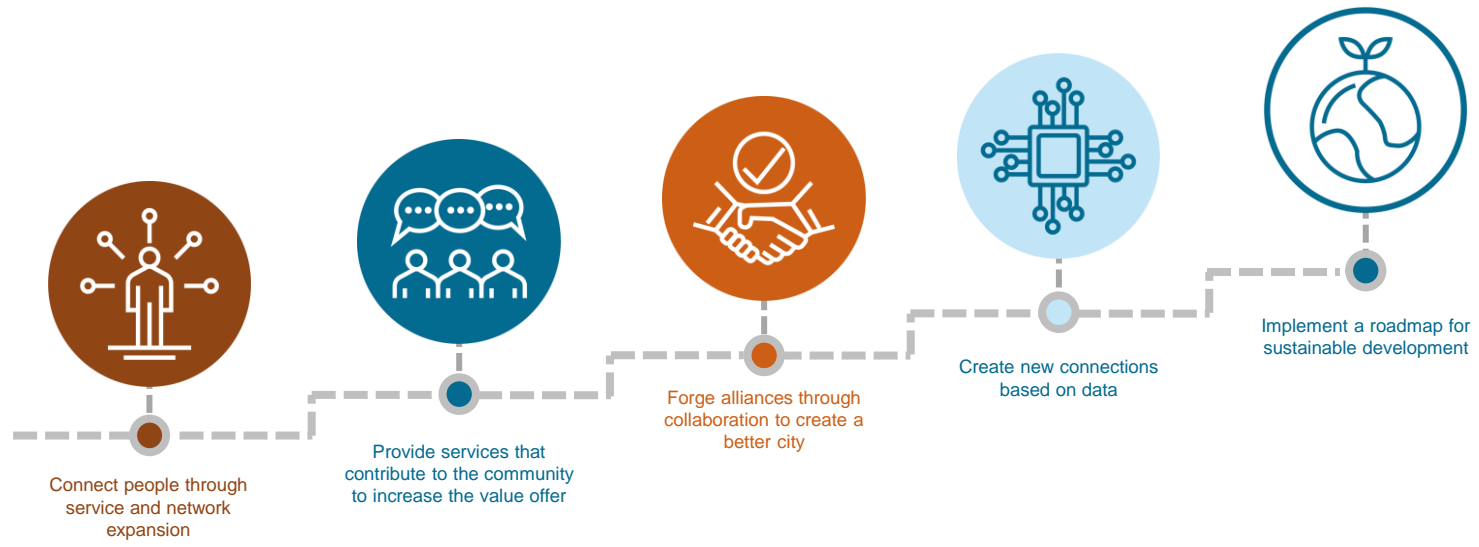 Connect people through
service and network
expansion
Provide services that
contribute to the community
to increase the value offer
Forge alliances through
collaboration to create a
better city
Create new connections
based on data
Implement a roadmap for
sustainable development